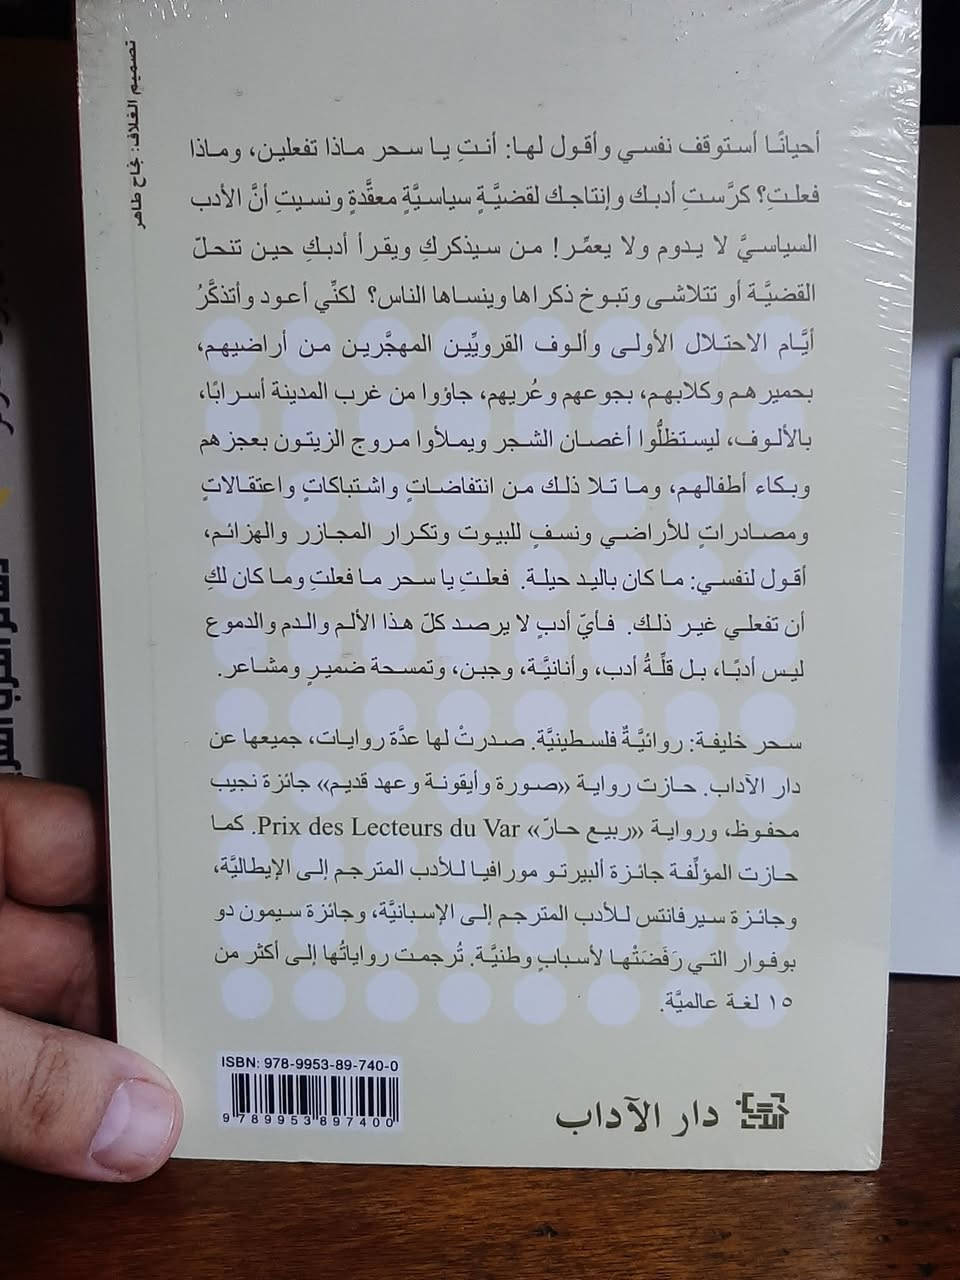 تصميم الغلاف: نجاح طاهر
أحيانًا أستوقف نفسي وأقول لها: أنتِ يا سحر ماذا تفعلين، وماذا
فعلتِ؟ كرَّستِ أدبك وإنتاجك لقضيَّةٍ سياسيَّةٍ معقَّدةٍ ونسيتِ أنَّ الأدب
السياسيَّ لا يدوم ولا يعمِّر! من سيذكركِ ويقرأ أدبكِ حين تنحلّ
القضيَّة أو تتلاشى وتبوخ ذكراها وينساها الناس؟ لكنِّي أعود وأتذكَّرُ
أيَّام الاحتلال الأولى وألوف القرويِّين المهجَّرين من أراضيهم،
بحميرهم وكلابهم، بجوعهم وعُريهم، جاؤوا من غرب المدينة أسرابًا،
بالألوف، ليستظلُّوا أغصان الشجر ويملأوا مروج الزيتون بعجزهم
وبكاء أطفالهم، وما تلا ذلك من انتفاضاتٍ واشتباكاتٍ واعتقالاتٍ
ومصادراتٍ للأراضي ونسفٍ للبيوت وتكرار المجازر والهزائم،
أقول لنفسي: ما كان باليد حيلة. فعلتِ يا سحر ما فعلتِ وما كان لكِ
أن تفعلي غير ذلك. فأيّ أدبٍ لا يرصد كلّ هذا الألم والدم والدموع
ليس أدبًا، بل قلّةُ أدب، وأنانيَّة، وجبن، وتمسحة ضميرٍ ومشاعر.
سحر خليفة: روائيَّةٌ فلسطينيَّة. صدرتْ لها عدَّة روايات، جميعها عن
دار الآداب. حازت رواية «صورة وأيقونة وعهد قديم» جائزة نجيب
محفوظ، ورواية «ربيع حارّ» Prix des Lecteurs du Var. كما
حازت المؤلّفة جائزة ألبيرتو مورافيا للأدب المترجم إلى الإيطاليَّة،
وجائزة سيرفانتس للأدب المترجم إلى الإسبانيَّة، وجائزة سيمون دو
بوفوار التي رَفَضَتْها لأسبابٍ وطنيَّة. تُرجمت رواياتُها إلى أكثر من
١٥ لغة عالميَّة.
ISBN: 978-9953-89-740-0
9 789953 897400
دار الآداب